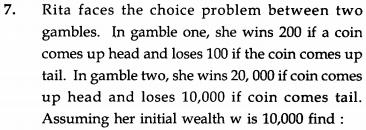 7. Rita faces the choice problem between two
gambles. In gamble one, she wins 200 if a coin
comes up head and loses 100 if the coin comes up
tail. In gamble two, she wins 20, 000 if coin comes
up head and loses 10,000 if coin comes tail.
Assuming her initial wealth w is 10,000 find :